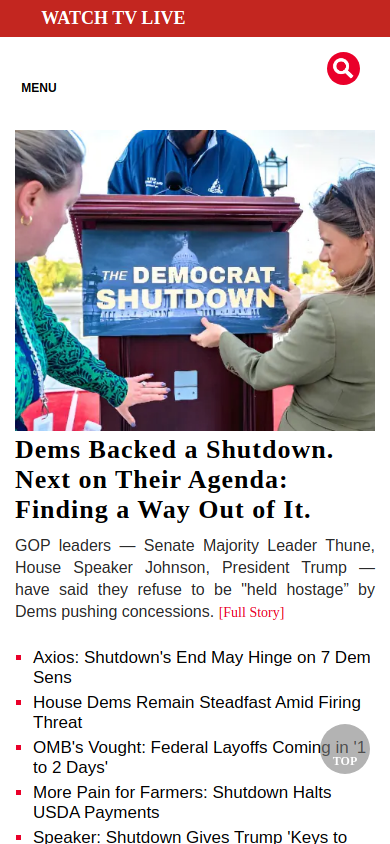 WATCH TV LIVE
MENU
THE DEMOCRAT
SHUTDOWN
Dems Backed a Shutdown.
Next on Their Agenda:
Finding a Way Out of It.
GOP leaders — Senate Majority Leader Thune,
House Speaker Johnson, President Trump —
have said they refuse to be "held hostage” by
Dems pushing concessions. [Full Story]
Axios: Shutdown's End May Hinge on 7 Dem
Sens
House Dems Remain Steadfast Amid Firing
Threat
OMB's Vought: Federal Layoffs Coming in '1
to 2 Days'
TOP
More Pain for Farmers: Shutdown Halts
USDA Payments
Speaker: Shutdown Gives Trump 'Keys to